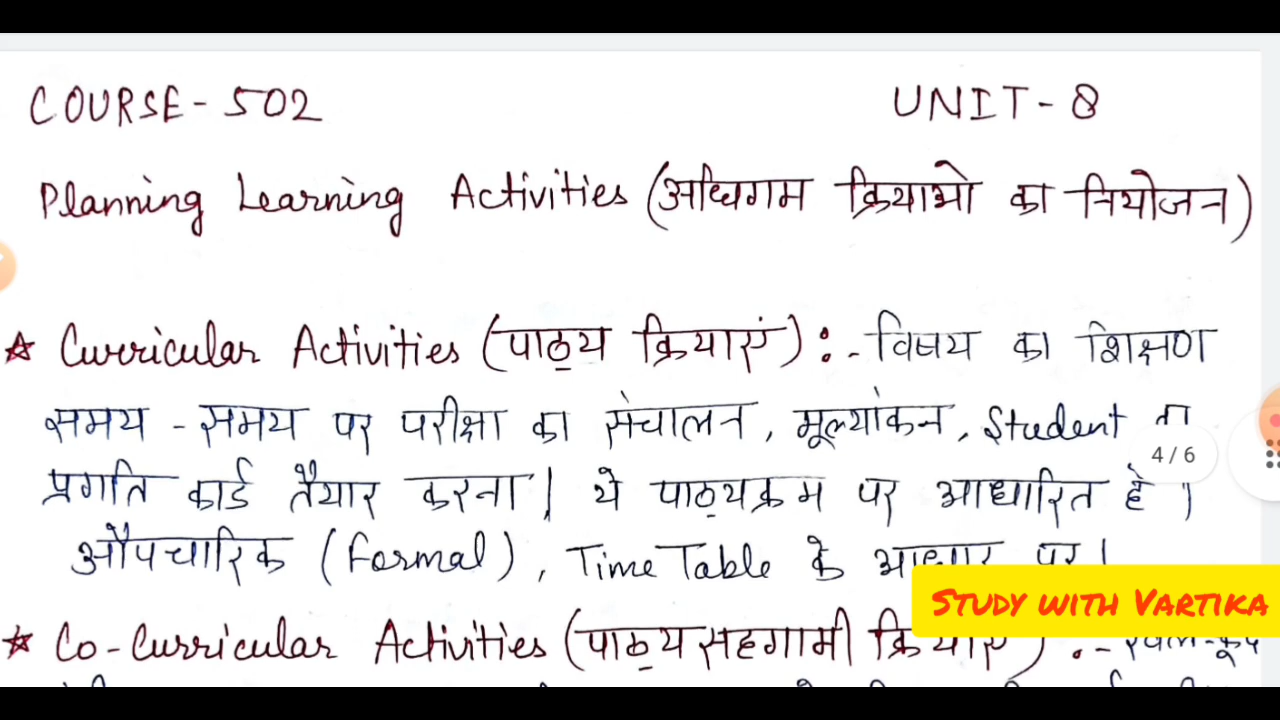 COURSE-502 UNIT-8
Planning Learning Activities (अधिगम क्रियाओ का नियोजन)
☆ Curricular Activities (पाठ्य क्रियाएं) :- विषय का शिक्षण
समय-समय पर परीक्षा का संचालन, मूल्यांकन, Student
4/6
प्रगति कार्ड तैयार करना। ये पाठ्यक्रम पर आधारित है।
औपचारिक (Formal), Time Table के आधार पर।
STUDY WITH VARTIKA
☆ Co-Curricular Activities (पाठ्यसहगामी क्रियाएं) :- खेल-कूद